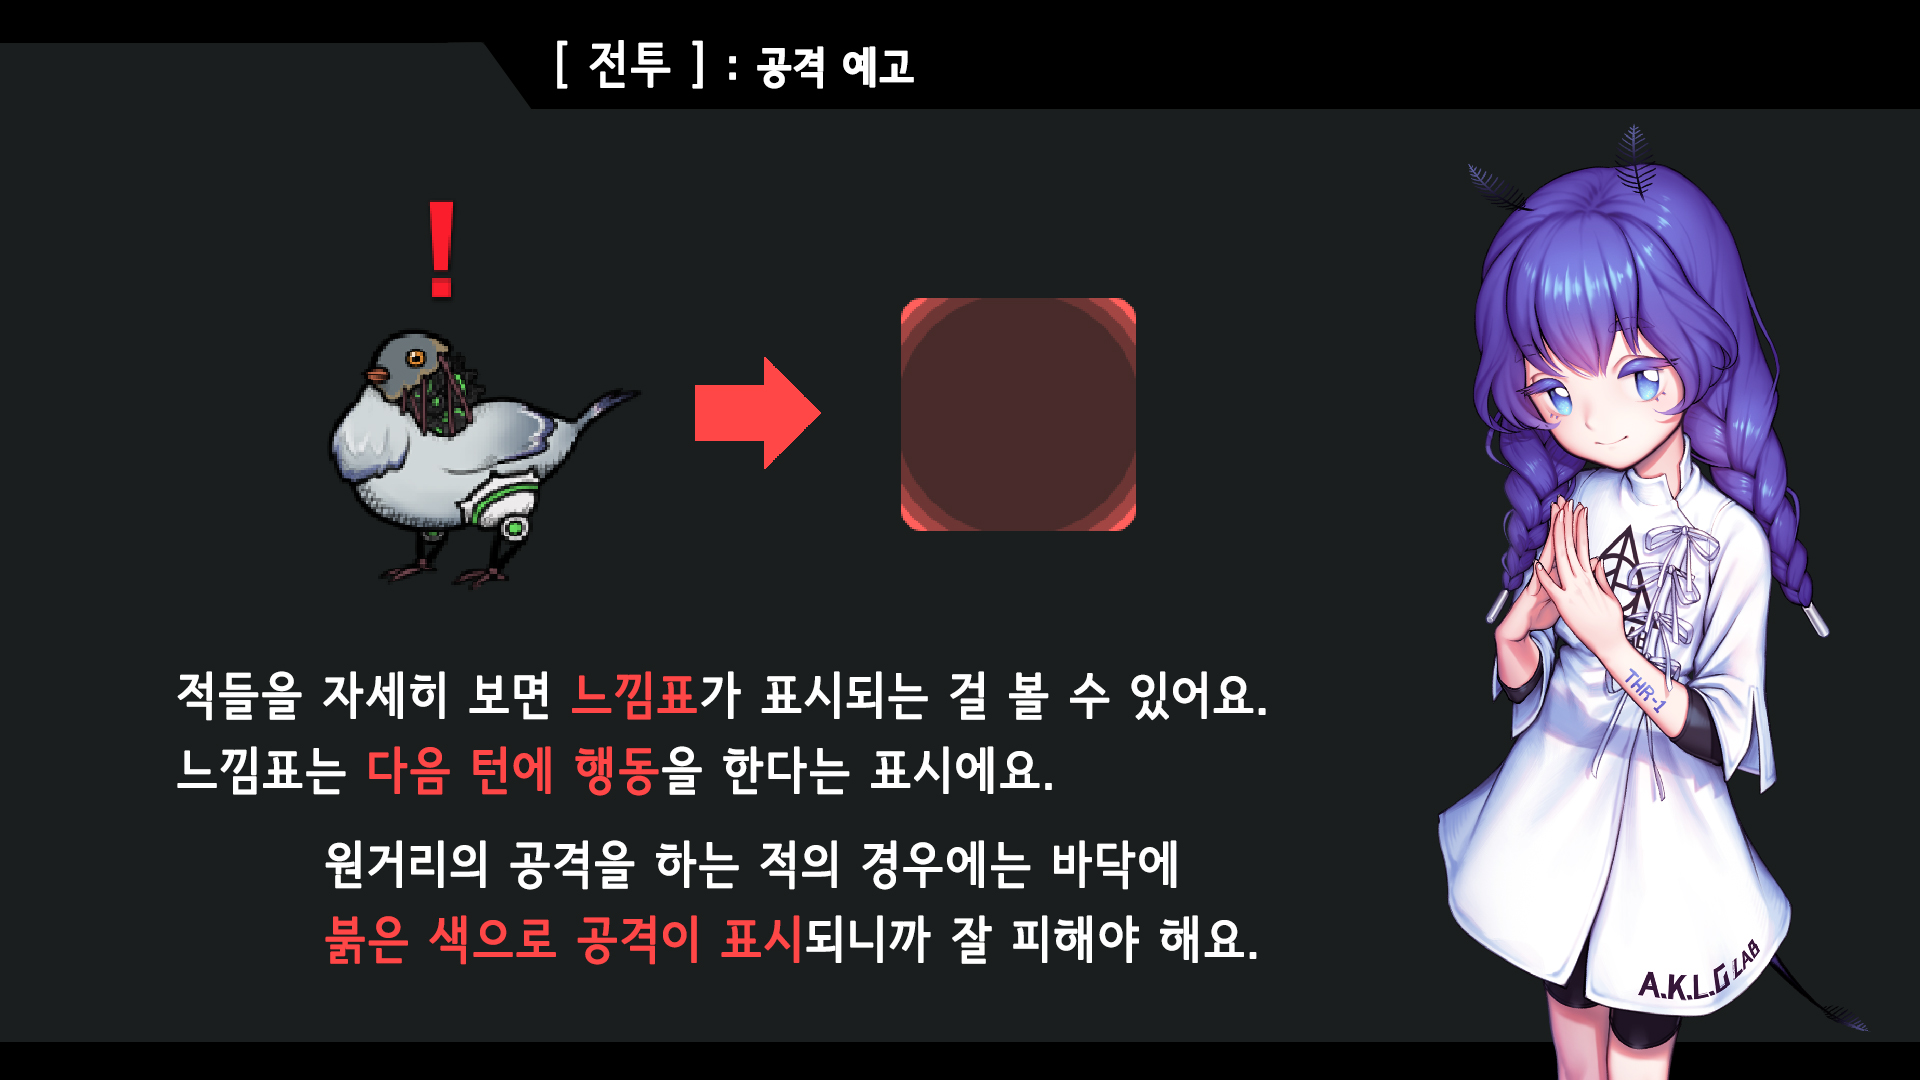 [ 전투 ] : 공격 예고
!
적들을 자세히 보면 느낌표가 표시되는 걸 볼 수 있어요.
느낌표는 다음 턴에 행동을 한다는 표시에요.
원거리의 공격을 하는 적의 경우에는 바닥에
붉은 색으로 공격이 표시되니까 잘 피해야 해요.
THR-1
A.K.L.G LAB